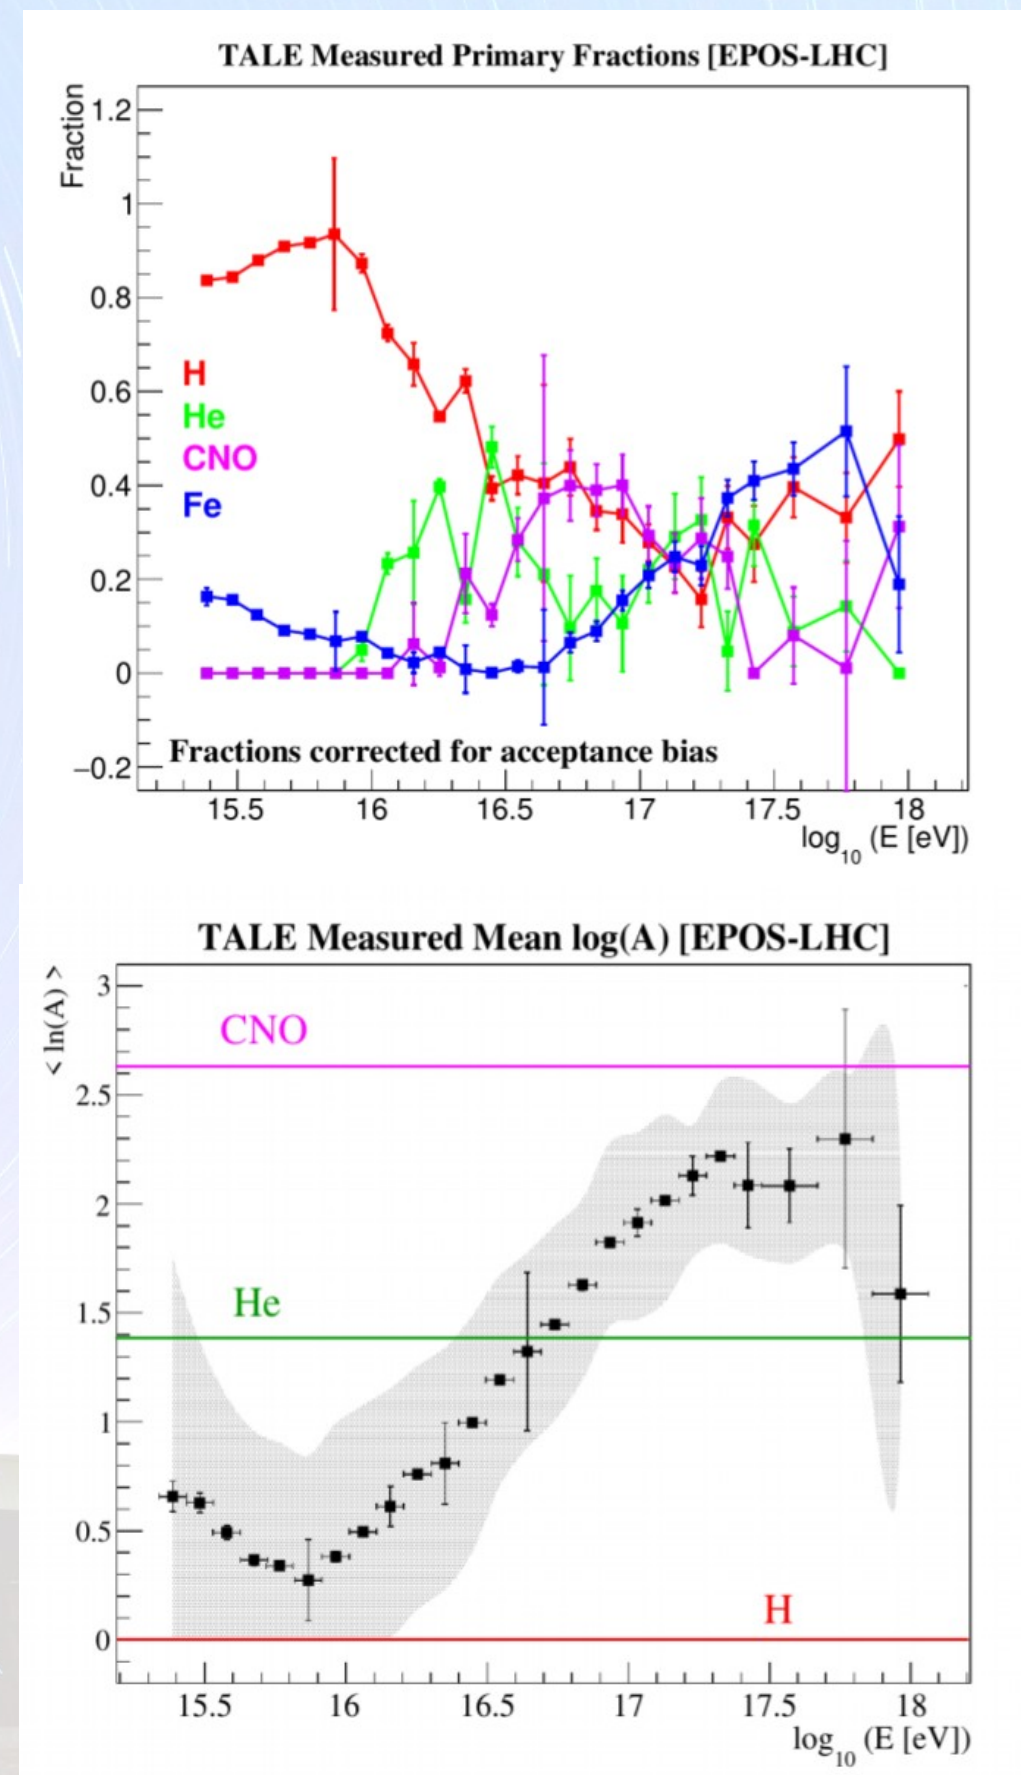 TALE Measured Primary Fractions [EPOS-LHC]
Fraction
1.2
1
0.8
0.6
0.4
0.2
0
−0.2
H
He
CNO
Fe
Fractions corrected for acceptance bias
15.5 16 16.5 17 17.5 18
log10 (E [eV])
TALE Measured Mean log(A) [EPOS-LHC]
< ln(A) >
3
2.5
2
1.5
1
0.5
0
CNO
He
H
15.5 16 16.5 17 17.5 18
log10 (E [eV])